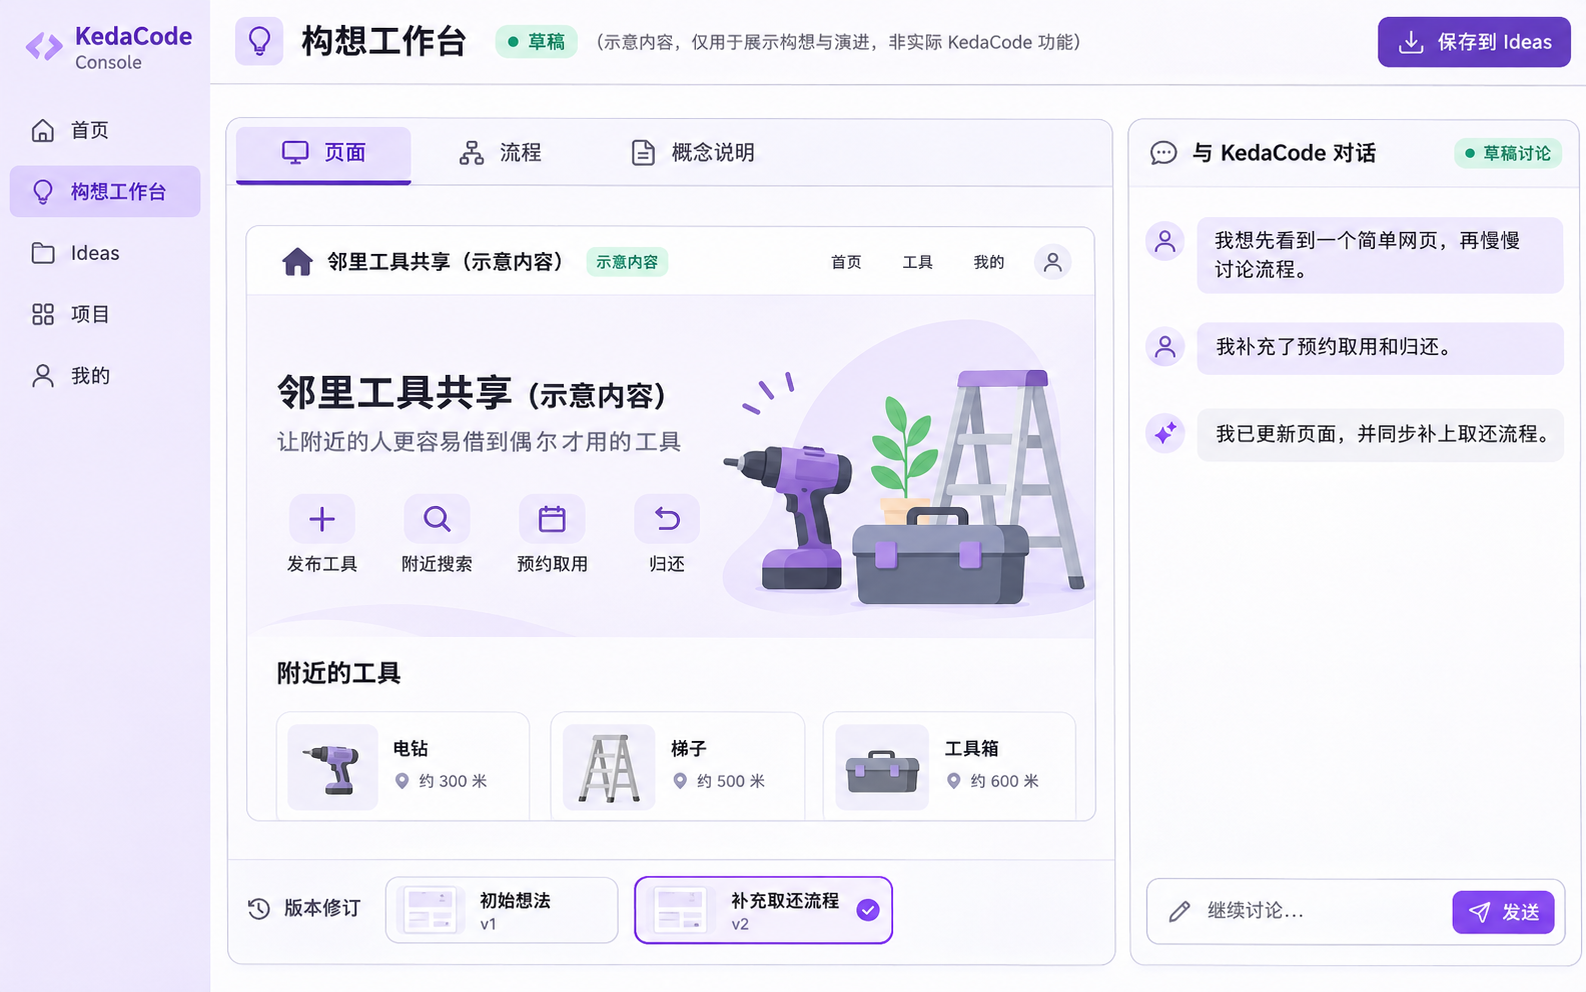 KedaCode
Console
首页
构想工作台
Ideas
项目
我的
构想工作台
草稿
（示意内容，仅用于展示构想与演进，非实际 KedaCode 功能）
保存到 Ideas
页面
流程
概念说明
邻里工具共享（示意内容）
示意内容
首页
工具
我的
邻里工具共享（示意内容）
让附近的人更容易借到偶尔才用的工具
发布工具
附近搜索
预约取用
归还
附近的工具
电钻
约 300 米
梯子
约 500 米
工具箱
约 600 米
版本修订
初始想法
v1
补充取还流程
v2
与 KedaCode 对话
草稿讨论
我想先看到一个简单网页，再慢慢
讨论流程。
我补充了预约取用和归还。
我已更新页面，并同步补上取还流程。
继续讨论...
发送